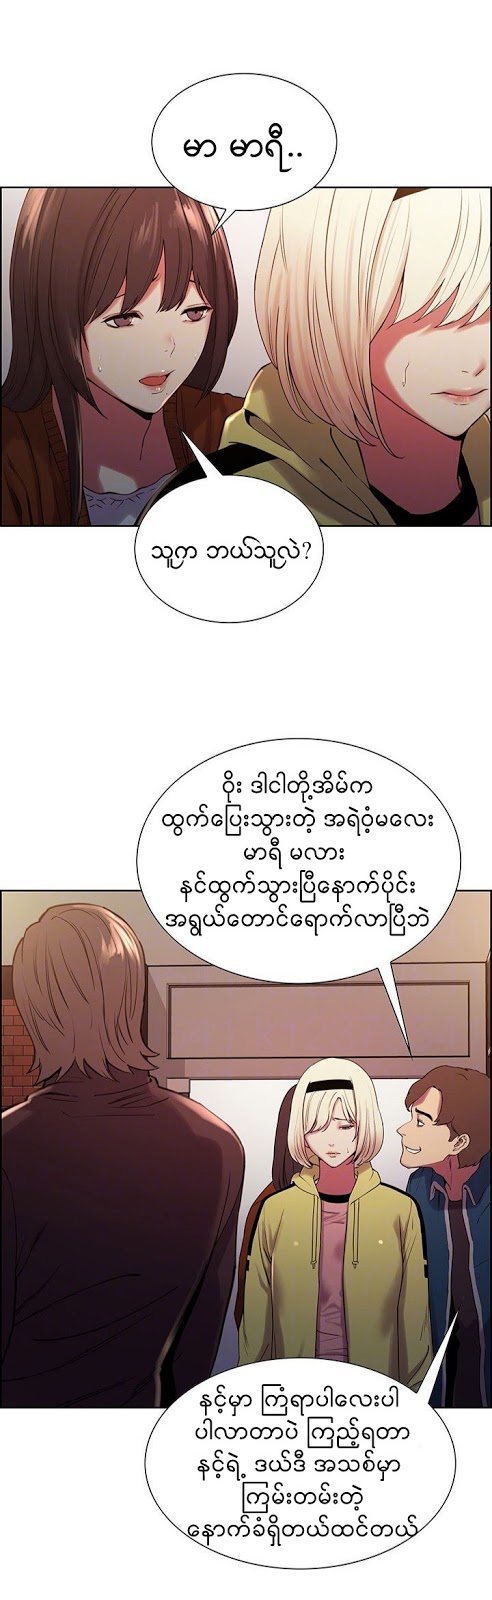 မာ မာရီ..
သူက ဘယ်သူလဲ?
ဝိုး ဒါငါတို့အိမ်က
ထွက်ပြေးသွားတဲ့ အရဲဝံ့မလေး
မာရီ မလား
နင်ထွက်သွားပြီနောက်ပိုင်း
အရွယ်တောင်ရောက်လာပြီဘဲ
နင့်မှာ ကြံရာပါလေးပါ
ပါလာတာပဲ ကြည့်ရတာ
နင့်ရဲ့ ဒယ်ဒီ အသစ်မှာ
ကြမ်းတမ်းတဲ့
နောက်ခံရှိတယ်ထင်တယ်